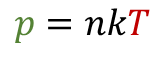 p = nkT